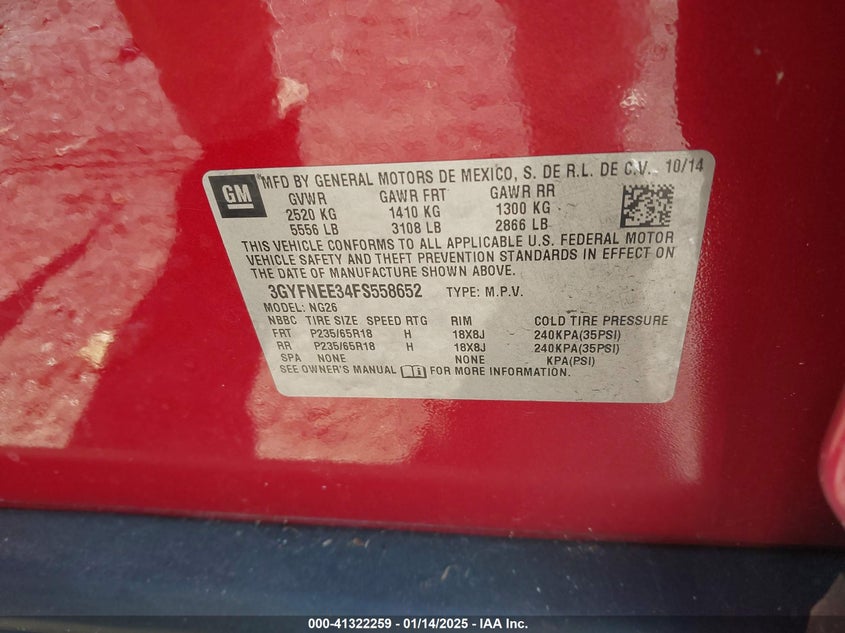 GM
MFD BY GENERAL MOTORS DE MEXICO, S. DE R.L. DE C.V. 10/14
GVWR GAWR FRT GAWR RR
2520 KG 1410 KG 1300 KG
5556 LB 3108 LB 2866 LB
THIS VEHICLE CONFORMS TO ALL APPLICABLE U.S. FEDERAL MOTOR
VEHICLE SAFETY AND THEFT PREVENTION STANDARDS IN EFFECT ON
THE DATE OF MANUFACTURE SHOWN ABOVE.
3GYFNEE34FS558652 TYPE: M.P.V.
MODEL: NG26
NBBC TIRE SIZE SPEED RTG RIM COLD TIRE PRESSURE
FRT P235/65R18 H 18X8J 240KPA(35PSI)
RR P235/65R18 H 18X8J 240KPA(35PSI)
SPA NONE NONE KPA(PSI)
SEE OWNER'S MANUAL FOR MORE INFORMATION.
000-41322259 - 01/14/2025 - IAA Inc.